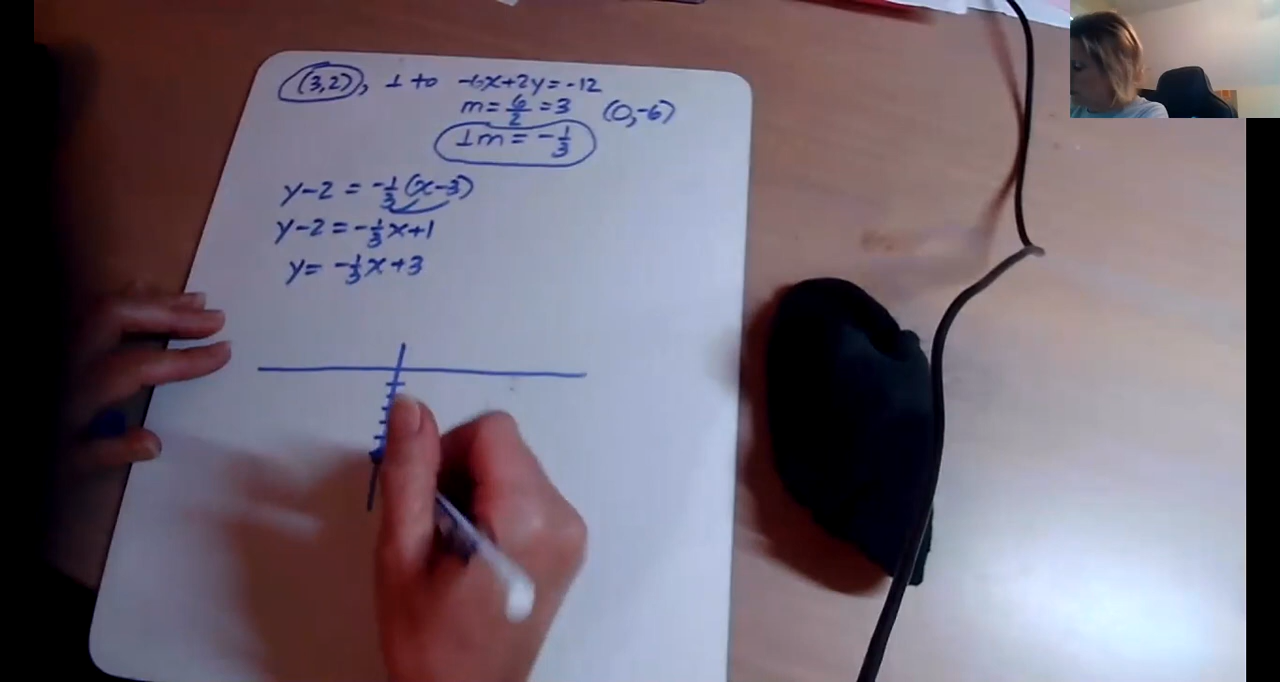 (3,2), ⊥ to -6x+2y=-12
m=6/2=3 (0,-6)
⊥m=-1/3
y-2=-1/3(x-3)
y-2=-1/3x+1
y=-1/3x+3